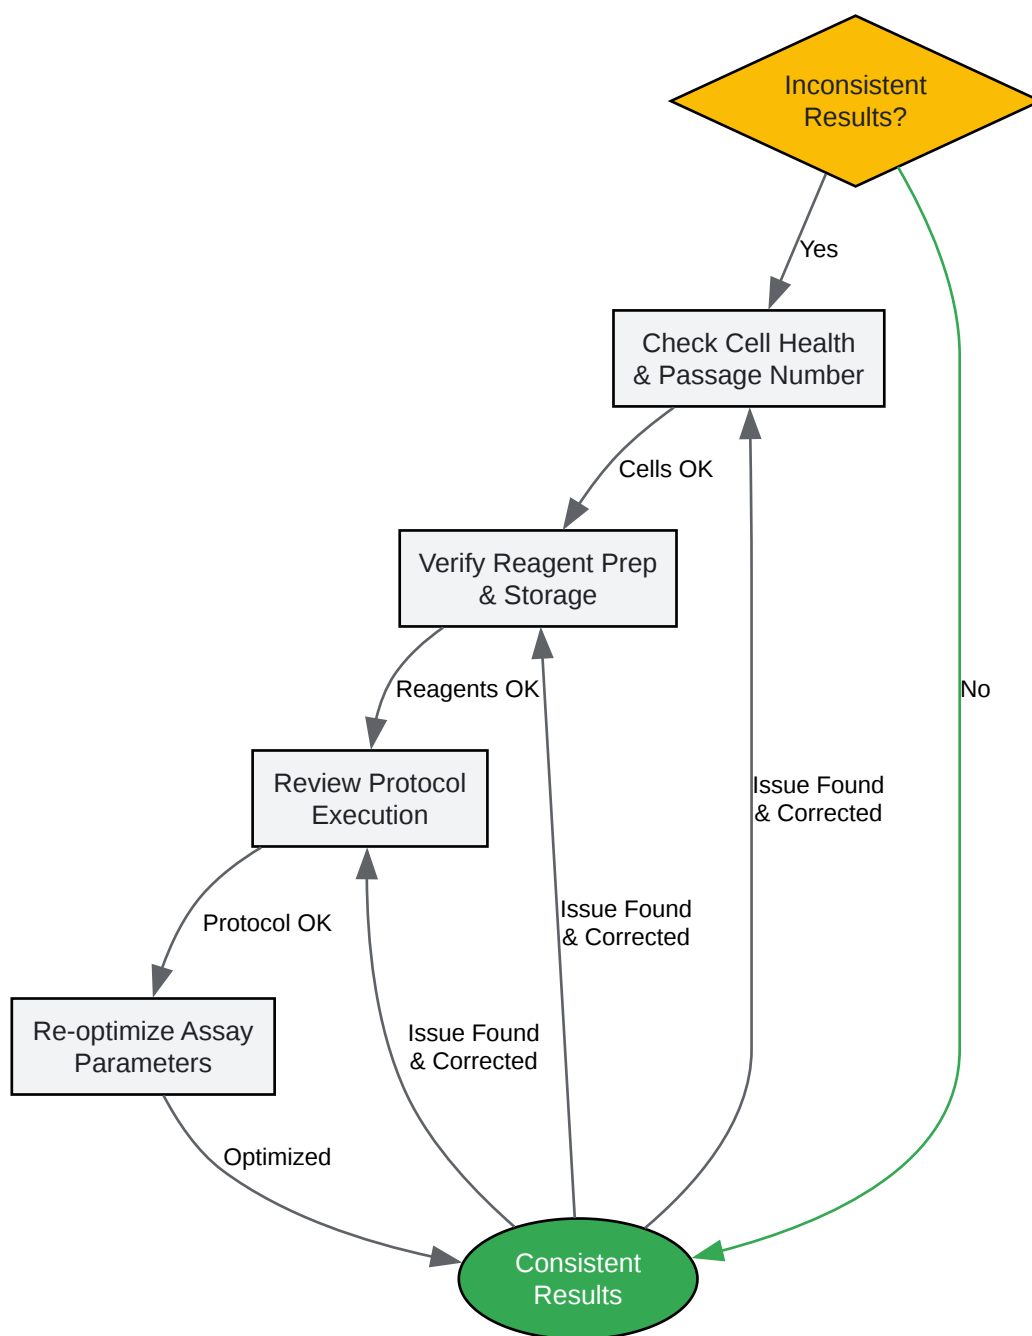 Inconsistent
Results?
Yes
Check Cell Health
& Passage Number
Cells OK
Verify Reagent Prep
& Storage
Reagents OK
No
Review Protocol
Execution
Issue Found
& Corrected
Protocol OK
Issue Found
& Corrected
Re-optimize Assay
Parameters
Issue Found
& Corrected
Optimized
Consistent
Results